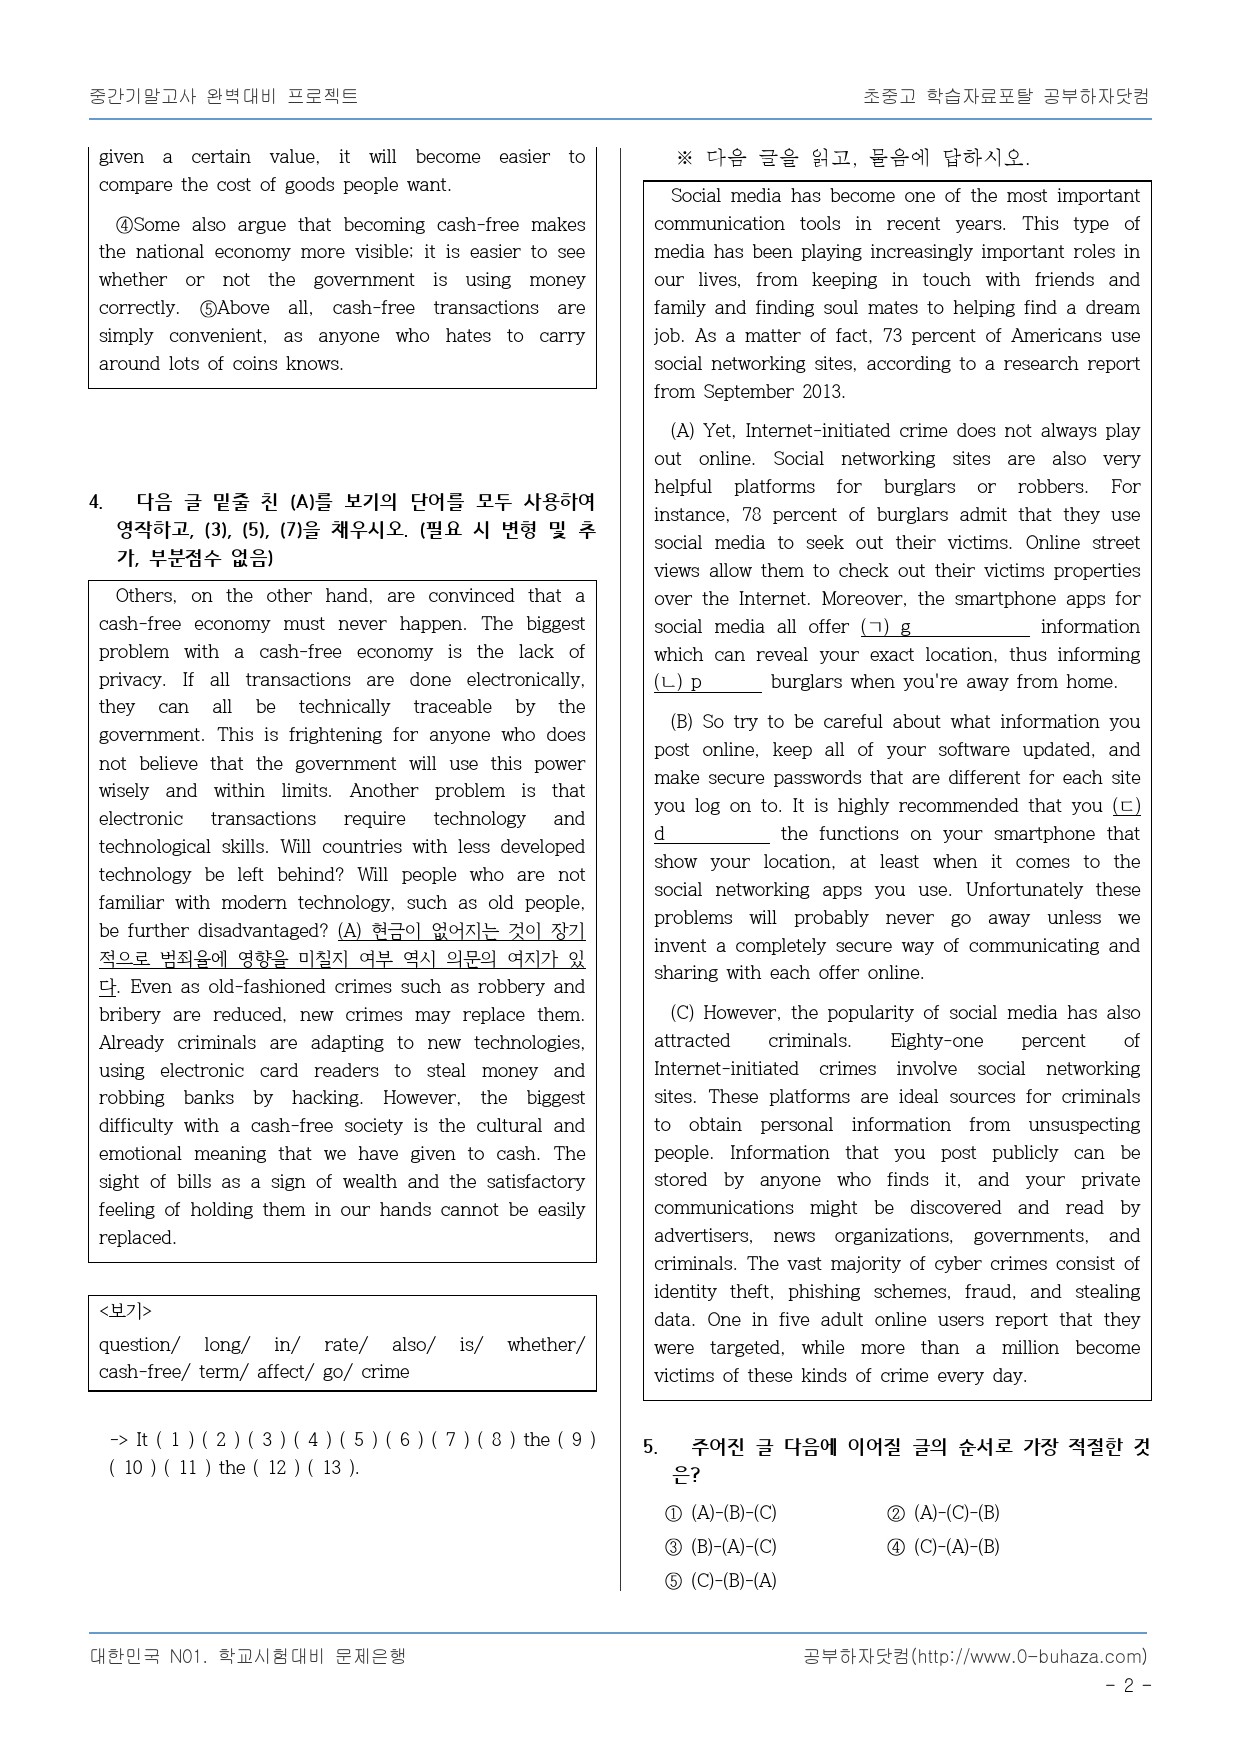 중간기말고사 완벽대비 프로젝트
초중고 학습자료포탈 공부하자닷컴
given a certain value, it will become easier to
compare the cost of goods people want.
④Some also argue that becoming cash-free makes
the national economy more visible; it is easier to see
whether or not the government is using money
correctly. ⑤Above all, cash-free transactions are
simply convenient, as anyone who hates to carry
around lots of coins knows.
4. 다음 글 밑줄 친 (A)를 보기의 단어를 모두 사용하여
영작하고, (3), (5), (7)을 채우시오. (필요 시 변형 및 추
가, 부분점수 없음)
Others, on the other hand, are convinced that a
cash-free economy must never happen. The biggest
problem with a cash-free economy is the lack of
privacy. If all transactions are done electronically,
they can all be technically traceable by the
government. This is frightening for anyone who does
not believe that the government will use this power
wisely and within limits. Another problem is that
electronic transactions require technology and
technological skills. Will countries with less developed
technology be left behind? Will people who are not
familiar with modern technology, such as old people,
be further disadvantaged? (A) 현금이 없어지는 것이 장기
적으로 범죄율에 영향을 미칠지 여부 역시 의문의 여지가 있
다. Even as old-fashioned crimes such as robbery and
bribery are reduced, new crimes may replace them.
Already criminals are adapting to new technologies,
using electronic card readers to steal money and
robbing banks by hacking. However, the biggest
difficulty with a cash-free society is the cultural and
emotional meaning that we have given to cash. The
sight of bills as a sign of wealth and the satisfactory
feeling of holding them in our hands cannot be easily
replaced.
<보기>
question/ long/ in/ rate/ also/ is/ whether/
cash-free/ term/ affect/ go/ crime
-> It ( 1 ) ( 2 ) ( 3 ) ( 4 ) ( 5 ) ( 6 ) ( 7 ) ( 8 ) the ( 9 )
( 10 ) ( 11 ) the ( 12 ) ( 13 ).
※ 다음 글을 읽고, 물음에 답하시오.
Social media has become one of the most important
communication tools in recent years. This type of
media has been playing increasingly important roles in
our lives, from keeping in touch with friends and
family and finding soul mates to helping find a dream
job. As a matter of fact, 73 percent of Americans use
social networking sites, according to a research report
from September 2013.
(A) Yet, Internet-initiated crime does not always play
out online. Social networking sites are also very
helpful platforms for burglars or robbers. For
instance, 78 percent of burglars admit that they use
social media to seek out their victims. Online street
views allow them to check out their victims properties
over the Internet. Moreover, the smartphone apps for
social media all offer (ㄱ) g____________ information
which can reveal your exact location, thus informing
(ㄴ) p______ burglars when you're away from home.
(B) So try to be careful about what information you
post online, keep all of your software updated, and
make secure passwords that are different for each site
you log on to. It is highly recommended that you (ㄷ)
d___________ the functions on your smartphone that
show your location, at least when it comes to the
social networking apps you use. Unfortunately these
problems will probably never go away unless we
invent a completely secure way of communicating and
sharing with each offer online.
(C) However, the popularity of social media has also
attracted criminals. Eighty-one percent of
Internet-initiated crimes involve social networking
sites. These platforms are ideal sources for criminals
to obtain personal information from unsuspecting
people. Information that you post publicly can be
stored by anyone who finds it, and your private
communications might be discovered and read by
advertisers, news organizations, governments, and
criminals. The vast majority of cyber crimes consist of
identity theft, phishing schemes, fraud, and stealing
data. One in five adult online users report that they
were targeted, while more than a million become
victims of these kinds of crime every day.
5. 주어진 글 다음에 이어질 글의 순서로 가장 적절한 것
은?
① (A)-(B)-(C) ② (A)-(C)-(B)
③ (B)-(A)-(C) ④ (C)-(A)-(B)
⑤ (C)-(B)-(A)
대한민국 N01. 학교시험대비 문제은행
공부하자닷컴(http://www.0-buhaza.com)
- 2 -